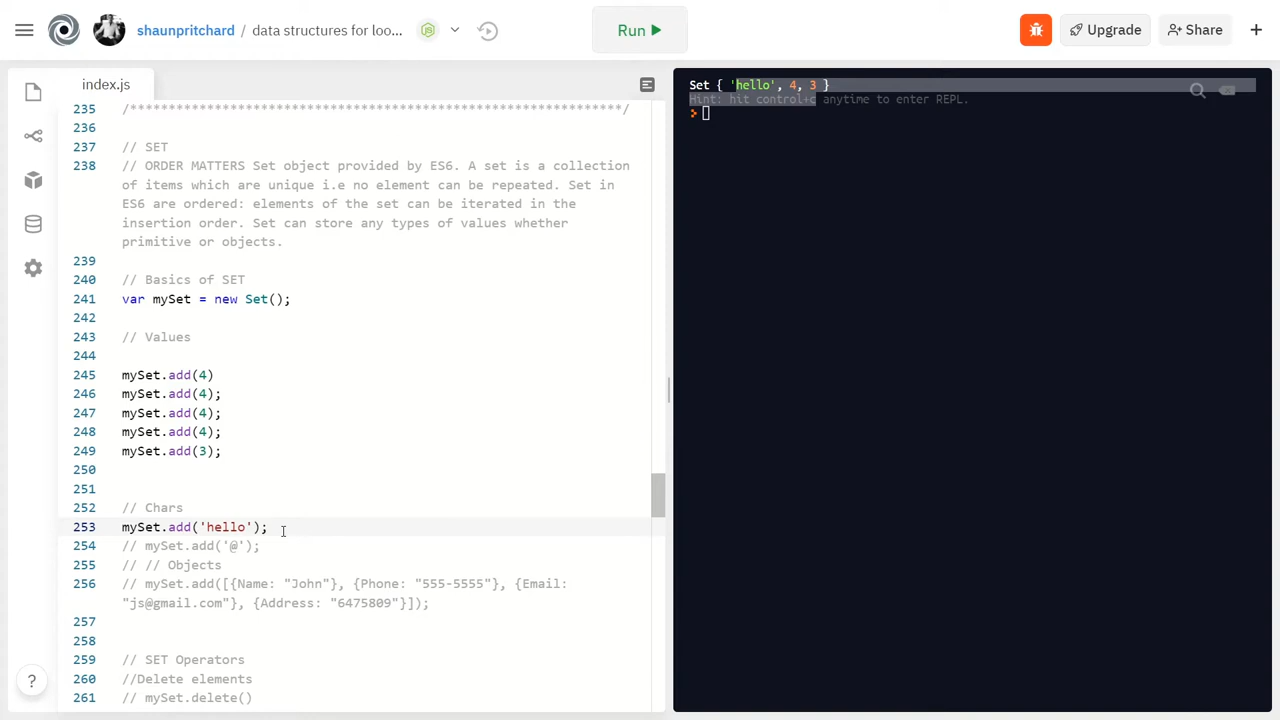 shaunpritchard / data structures for loo...
Run
Upgrade
Share
index.js
235 /****************************************************************/
236
237 // SET
238 // ORDER MATTERS Set object provided by ES6. A set is a collection
of items which are unique i.e no element can be repeated. Set in
ES6 are ordered: elements of the set can be iterated in the
insertion order. Set can store any types of values whether
primitive or objects.
239
240 // Basics of SET
241 var mySet = new Set();
242
243 // Values
244
245 mySet.add(4)
246 mySet.add(4);
247 mySet.add(4);
248 mySet.add(4);
249 mySet.add(3);
250
251
252 // Chars
253 mySet.add('hello');
254 // mySet.add('@');
255 // // Objects
256 // mySet.add([{Name: "John"}, {Phone: "555-5555"}, {Email:
"js@gmail.com"}, {Address: "6475809"}]);
257
258
259 // SET Operators
260 //Delete elements
261 // mySet.delete()
?
Set { 'hello', 4, 3 }
Hint: hit control+c anytime to enter REPL.
>